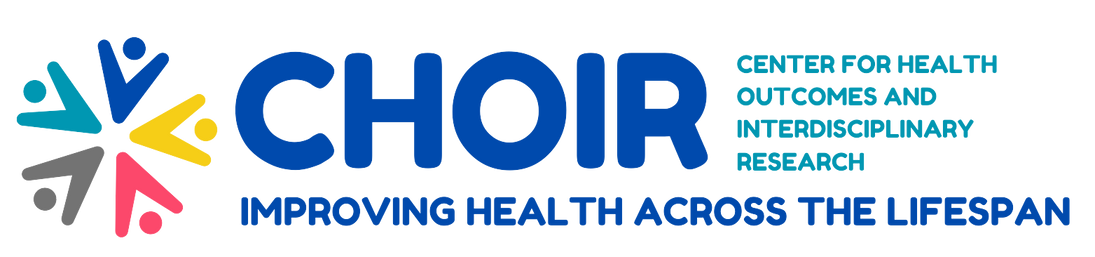 CHOIR
CENTER FOR HEALTH
OUTCOMES AND
INTERDISCIPLINARY
RESEARCH
IMPROVING HEALTH ACROSS THE LIFESPAN